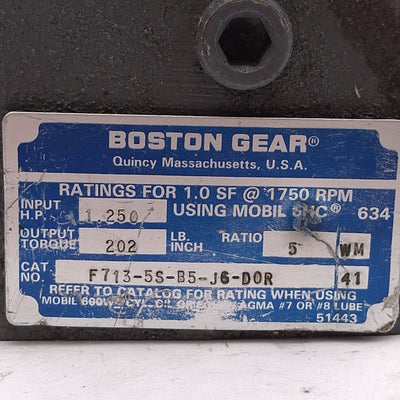 BOSTON GEAR®
Quincy Massachusetts, U.S.A.
RATINGS FOR 1.0 SF @ 1750 RPM
INPUT H.P. 1.250 USING MOBIL SHC® 634
OUTPUT TORQUE 202 LB. INCH RATIO 5 WM
CAT. NO. F713-5S-B5-J6-DOR 41
REFER TO CATALOG FOR RATING WHEN USING
MOBIL 600W CYL. OIL OR EQUIV. AGMA #7 OR #8 LUBE
51443